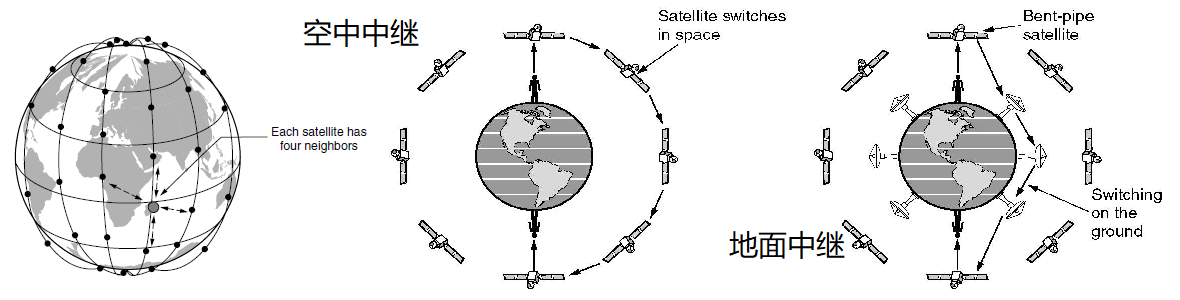 Each satellite has
four neighbors
空中中继
Satellite switches
in space
Bent-pipe
satellite
Switching
on the
ground
地面中继